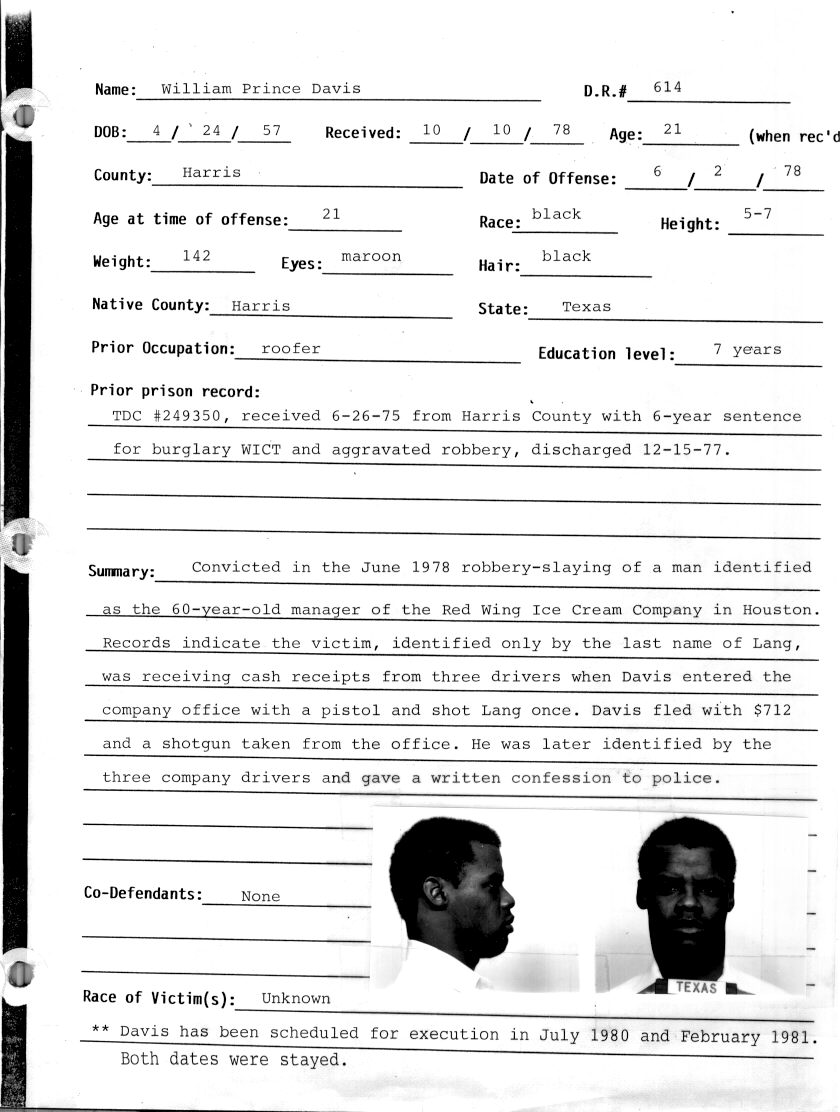 Name: William Prince Davis D.R.# 614
DOB: 4 / 24 / 57 Received: 10 / 10 / 78 Age: 21 (when rec'd
County: Harris Date of Offense: 6 / 2 / 78
Age at time of offense: 21 Race: black Height: 5-7
Weight: 142 Eyes: maroon Hair: black
Native County: Harris State: Texas
Prior Occupation: roofer Education level: 7 years
Prior prison record:
TDC #249350, received 6-26-75 from Harris County with 6-year sentence
for burglary WICT and aggravated robbery, discharged 12-15-77.
Summary: Convicted in the June 1978 robbery-slaying of a man identified
as the 60-year-old manager of the Red Wing Ice Cream Company in Houston.
Records indicate the victim, identified only by the last name of Lang,
was receiving cash receipts from three drivers when Davis entered the
company office with a pistol and shot Lang once. Davis fled with $712
and a shotgun taken from the office. He was later identified by the
three company drivers and gave a written confession to police.
Co-Defendants: None
TEXAS
Race of Victim(s): Unknown
** Davis has been scheduled for execution in July 1980 and February 1981.
Both dates were stayed.